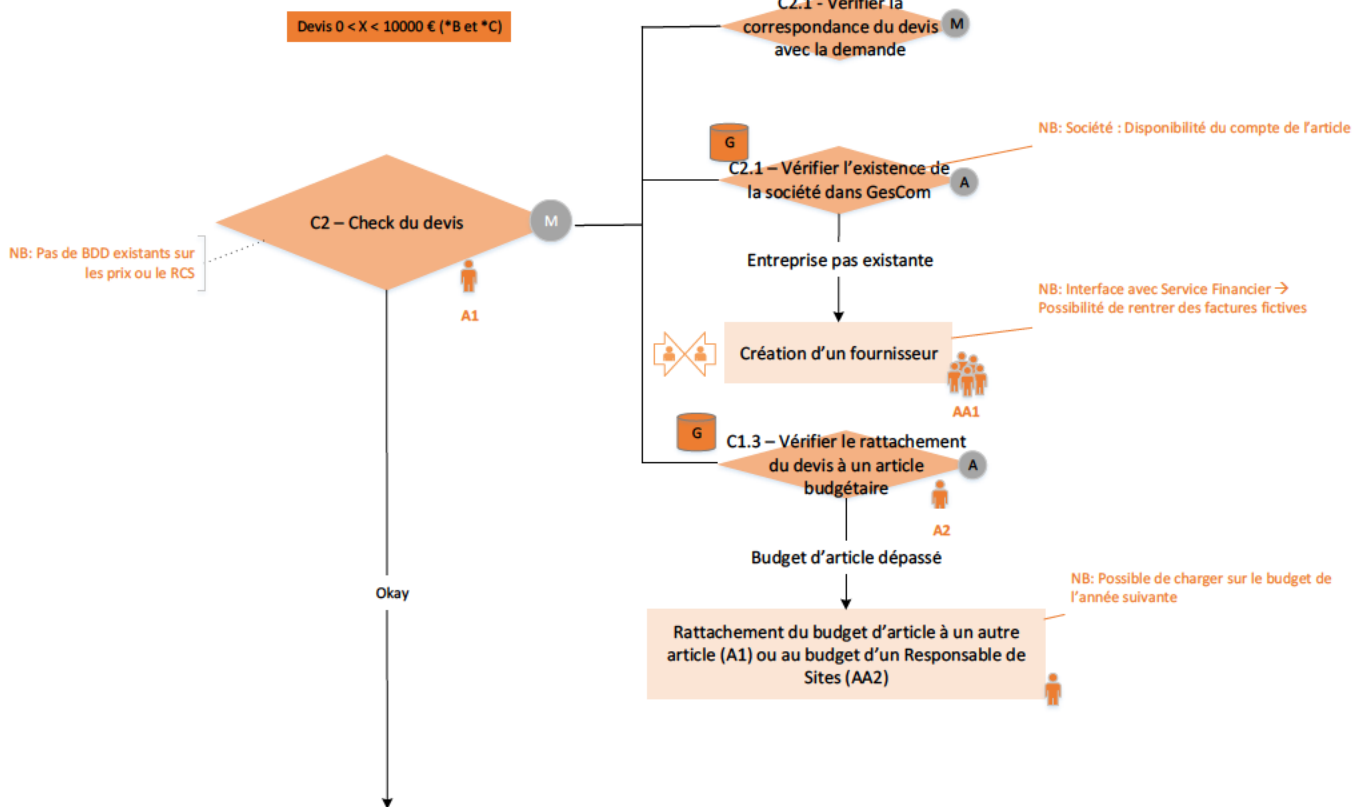 Devis 0 < X < 10000 € (*B et *C)
C2.1 - Vérifier la
correspondance du devis
avec la demande
M
NB: Société : Disponibilité du compte de l'article
G
C2.1 – Vérifier l'existence de
la société dans GesCom
A
C2 – Check du devis
M
NB: Pas de BDD existants sur
les prix ou le RCS
A1
Entreprise pas existante
NB: Interface avec Service Financier →
Possibilité de rentrer des factures fictives
Création d'un fournisseur
AA1
G
C1.3 – Vérifier le rattachement
du devis à un article
budgétaire
A
A2
Budget d'article dépassé
NB: Possible de charger sur le budget de
l'année suivante
Okay
Rattachement du budget d'article à un autre
article (A1) ou au budget d'un Responsable de
Sites (AA2)